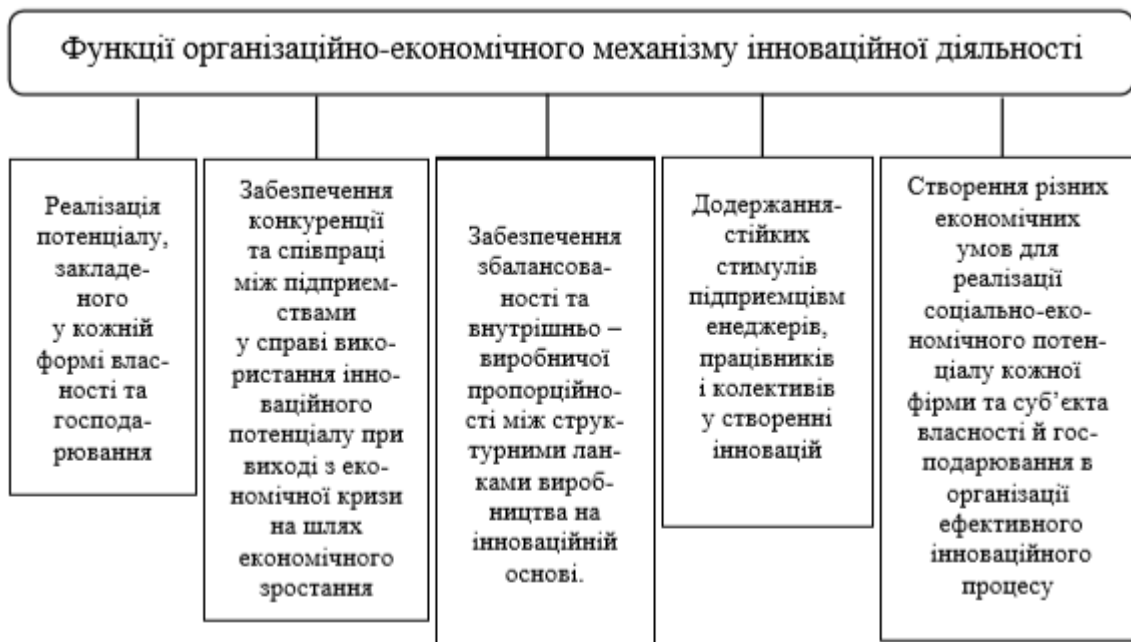 Функції організаційно-економічного механізму інноваційної діяльності
Реалізація
потенціалу,
закладе-
ного
у кожній
формі влас-
ності та
господа-
рювання
Забезпечення
конкуренції
та співпраці
між підприєм-
ствами
у справі вико-
ристання інно-
ваційного
потенціалу при
виході з еко-
номічної кризи
на шлях
економічного
зростання
Забезпечення
збалансова-
ності та
внутрішньо –
виробничої
пропорційно-
сті між струк-
турними лан-
ками вироб-
ництва на
інноваційній
основі.
Додержання-
стійких
стимулів
підприємцівм
енеджерів,
працівників
і колективів
у створенні
інновацій
Створення різних
економічних
умов для
реалізації
соціально-еко-
номічного потен-
ціалу кожної
фірми та суб’єкта
власності й гос-
подарювання в
організації
ефективного
інноваційного
процесу